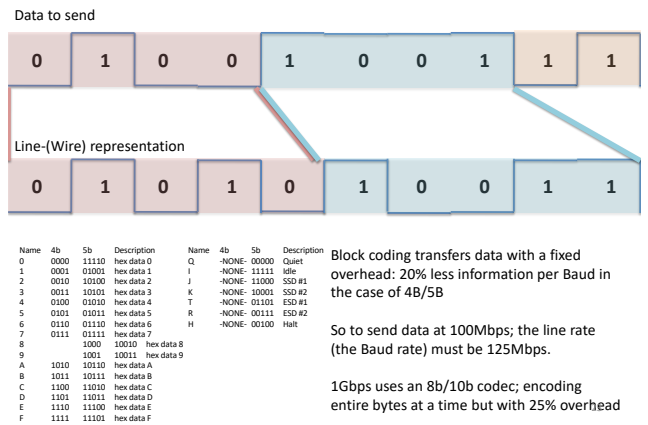 Data to send
0 1 0 0 1 0 0 1 1 1
Line-(Wire) representation
0 1 0 1 0 1 0 0 1 1
Name 4b 5b Description Name 4b 5b Description
0 0000 11110 hex data 0 Q -NONE- 00000 Quiet
1 0001 01001 hex data 1 I -NONE- 11111 Idle
2 0010 10100 hex data 2 J -NONE- 11000 SSD #1
3 0011 10101 hex data 3 K -NONE- 10001 SSD #2
4 0100 01010 hex data 4 T -NONE- 01101 ESD #1
5 0101 01011 hex data 5 R -NONE- 00111 ESD #2
6 0110 01110 hex data 6 H -NONE- 00100 Halt
7 0111 01111 hex data 7
8 1000 10010 hex data 8
9 1001 10011 hex data 9
A 1010 10110 hex data A
B 1011 10111 hex data B
C 1100 11010 hex data C
D 1101 11011 hex data D
E 1110 11100 hex data E
F 1111 11101 hex data F
Block coding transfers data with a fixed
overhead: 20% less information per Baud in
the case of 4B/5B
So to send data at 100Mbps; the line rate
(the Baud rate) must be 125Mbps.
1Gbps uses an 8b/10b codec; encoding
entire bytes at a time but with 25% overhead